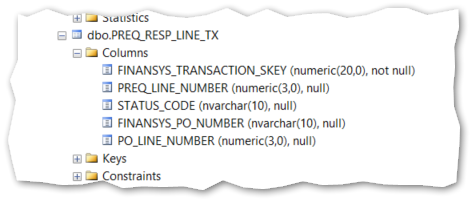 Statistics
dbo.PREQ_RESP_LINE_TX
Columns
FINANSYS_TRANSACTION_SKEY (numeric(20,0), not null)
PREQ_LINE_NUMBER (numeric(3,0), null)
STATUS_CODE (nvarchar(10), null)
FINANSYS_PO_NUMBER (nvarchar(10), null)
PO_LINE_NUMBER (numeric(3,0), null)
Keys
Constraints